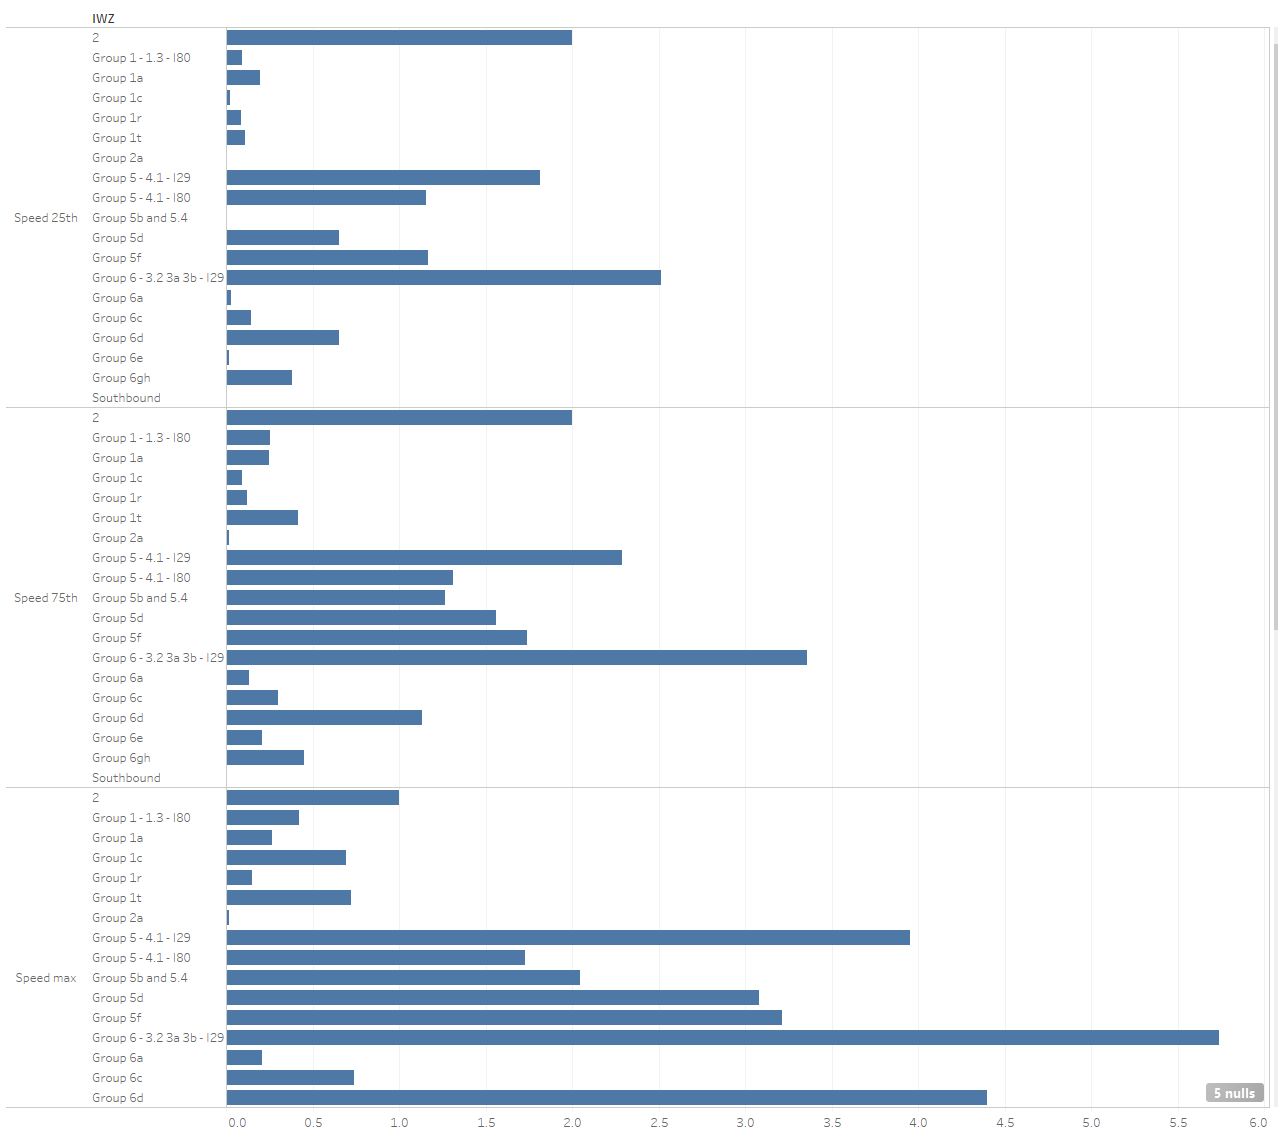 IWZ
Speed 25th
2
Group 1 - 1.3 - I80
Group 1a
Group 1c
Group 1r
Group 1t
Group 2a
Group 5 - 4.1 - I29
Group 5 - 4.1 - I80
Group 5b and 5.4
Group 5d
Group 5f
Group 6 - 3.2 3a 3b - I29
Group 6a
Group 6c
Group 6d
Group 6e
Group 6gh
Southbound
Speed 75th
2
Group 1 - 1.3 - I80
Group 1a
Group 1c
Group 1r
Group 1t
Group 2a
Group 5 - 4.1 - I29
Group 5 - 4.1 - I80
Group 5b and 5.4
Group 5d
Group 5f
Group 6 - 3.2 3a 3b - I29
Group 6a
Group 6c
Group 6d
Group 6e
Group 6gh
Southbound
Speed max
2
Group 1 - 1.3 - I80
Group 1a
Group 1c
Group 1r
Group 1t
Group 2a
Group 5 - 4.1 - I29
Group 5 - 4.1 - I80
Group 5b and 5.4
Group 5d
Group 5f
Group 6 - 3.2 3a 3b - I29
Group 6a
Group 6c
Group 6d
5 nulls
0.0 0.5 1.0 1.5 2.0 2.5 3.0 3.5 4.0 4.5 5.0 5.5 6.0